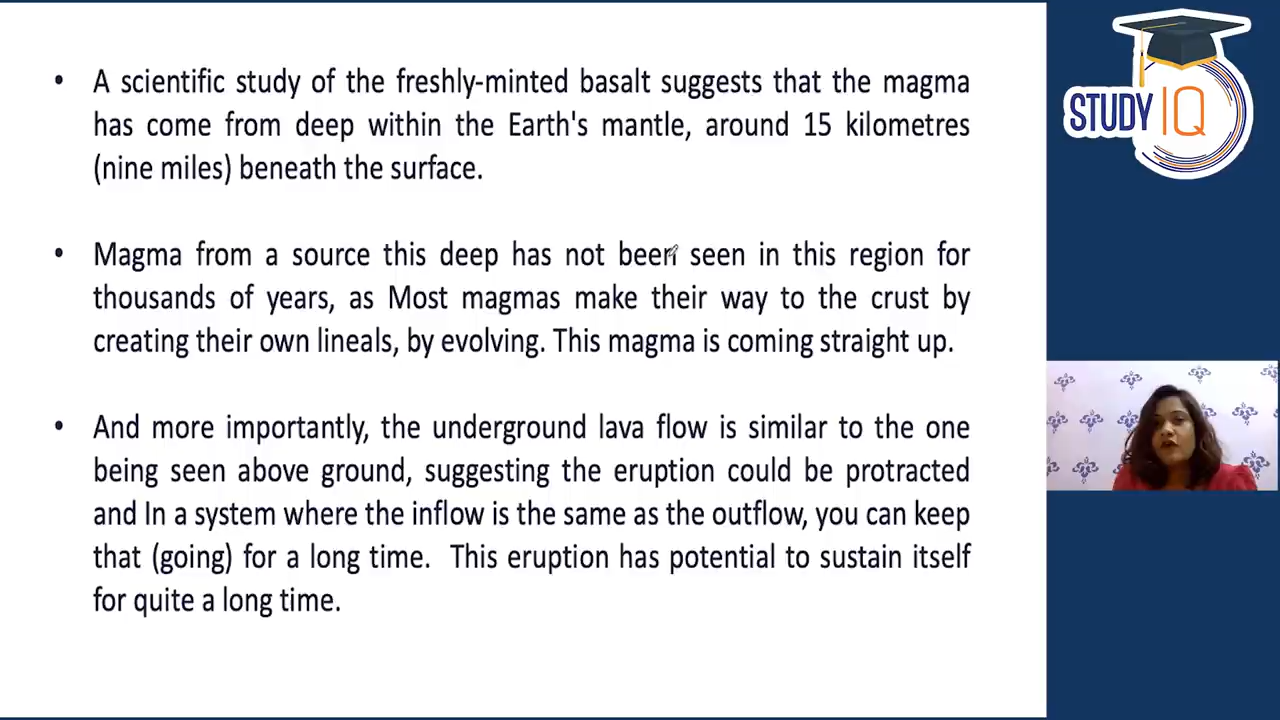 • A scientific study of the freshly-minted basalt suggests that the magma
has come from deep within the Earth's mantle, around 15 kilometres
(nine miles) beneath the surface.
• Magma from a source this deep has not been seen in this region for
thousands of years, as Most magmas make their way to the crust by
creating their own lineals, by evolving. This magma is coming straight up.
• And more importantly, the underground lava flow is similar to the one
being seen above ground, suggesting the eruption could be protracted
and In a system where the inflow is the same as the outflow, you can keep
that (going) for a long time. This eruption has potential to sustain itself
for quite a long time.
STUDY IQ